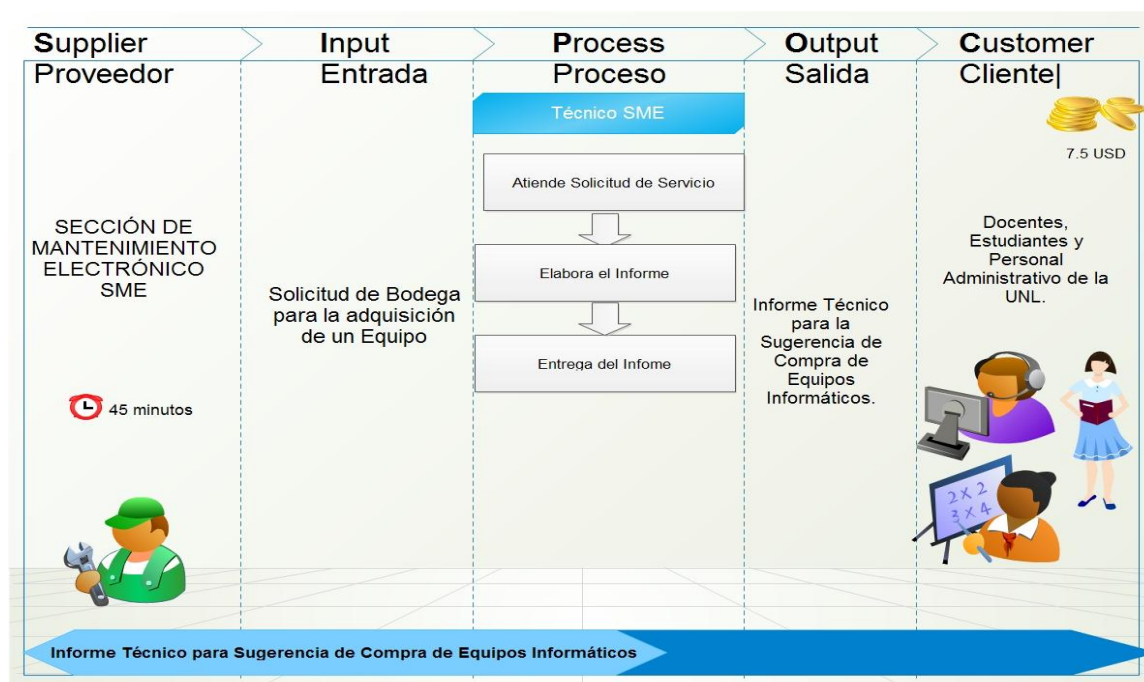 Supplier
Proveedor
Input
Entrada
Process
Proceso
Output
Salida
Customer
Cliente|
Técnico SME
7.5 USD
SECCIÓN DE
MANTENIMIENTO
ELECTRÓNICO
SME
45 minutos
Solicitud de Bodega
para la adquisición
de un Equipo
Atiende Solicitud de Servicio
Elabora el Informe
Entrega del Infome
Informe Técnico
para la
Sugerencia de
Compra de
Equipos
Informáticos.
Docentes,
Estudiantes y
Personal
Administrativo de la
UNL.
2 x 2
3 x 4
Informe Técnico para Sugerencia de Compra de Equipos Informáticos